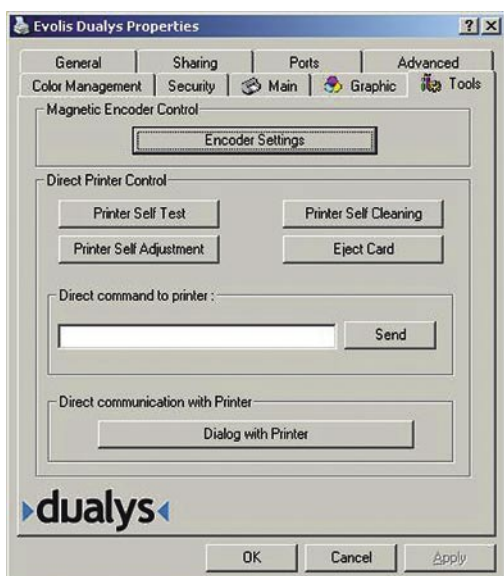 Evolis Dualys Properties ? X
General Sharing Ports Advanced
Color Management Security Main Graphic Tools
Magnetic Encoder Control
Encoder Settings
Direct Printer Control
Printer Self Test Printer Self Cleaning
Printer Self Adjustment Eject Card
Direct command to printer :
Send
Direct communication with Printer
Dialog with Printer
dualys
OK Cancel Apply